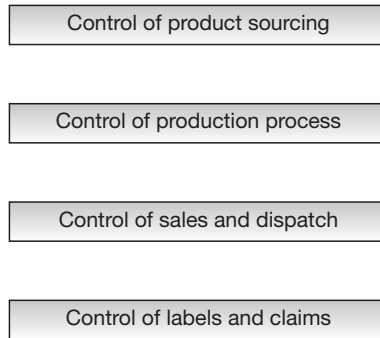 Control of product sourcing
Control of production process
Control of sales and dispatch
Control of labels and claims